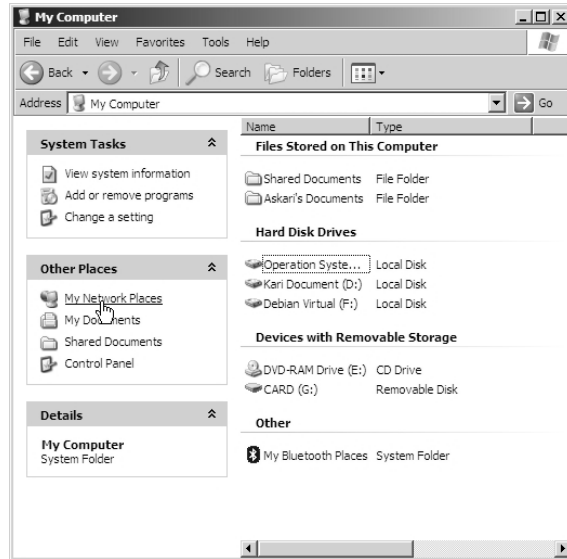 My Computer
File Edit View Favorites Tools Help
Back Search Folders
Address My Computer Go
System Tasks
View system information
Add or remove programs
Change a setting
Other Places
My Network Places
My Documents
Shared Documents
Control Panel
Details
My Computer
System Folder
Name Type
Files Stored on This Computer
Shared Documents File Folder
Askari's Documents File Folder
Hard Disk Drives
Operation Syste... Local Disk
Kari Document (D:) Local Disk
Debian Virtual (F:) Local Disk
Devices with Removable Storage
DVD-RAM Drive (E:) CD Drive
CARD (G:) Removable Disk
Other
My Bluetooth Places System Folder